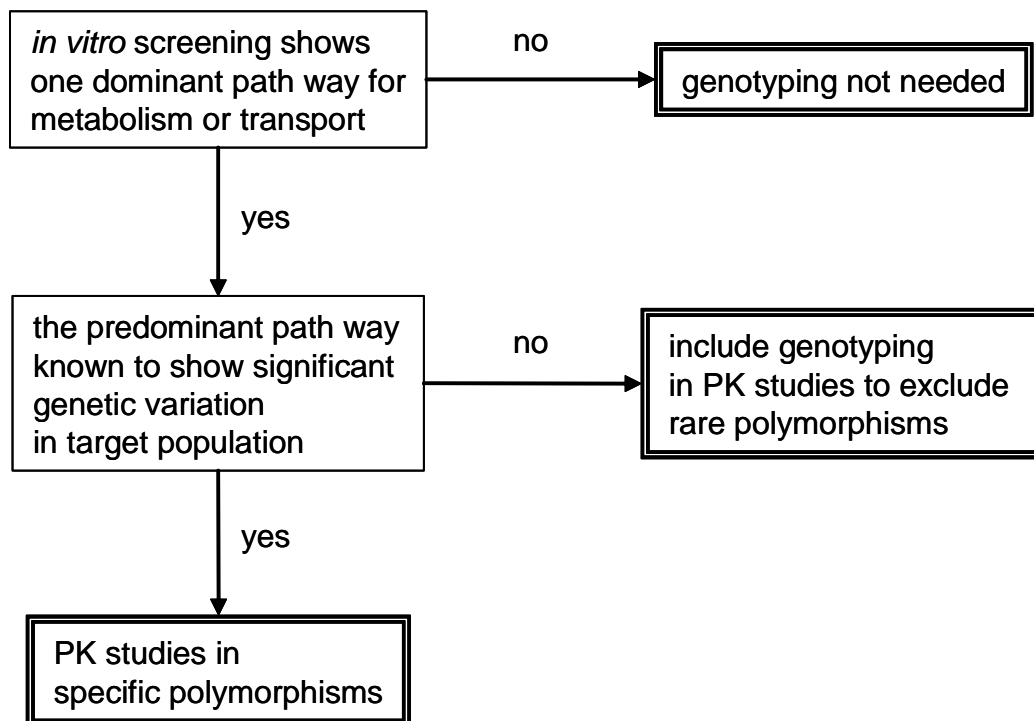 in vitro screening shows
one dominant path way for
metabolism or transport
no
genotyping not needed
yes
the predominant path way
known to show significant
genetic variation
in target population
no
include genotyping
in PK studies to exclude
rare polymorphisms
yes
PK studies in
specific polymorphisms